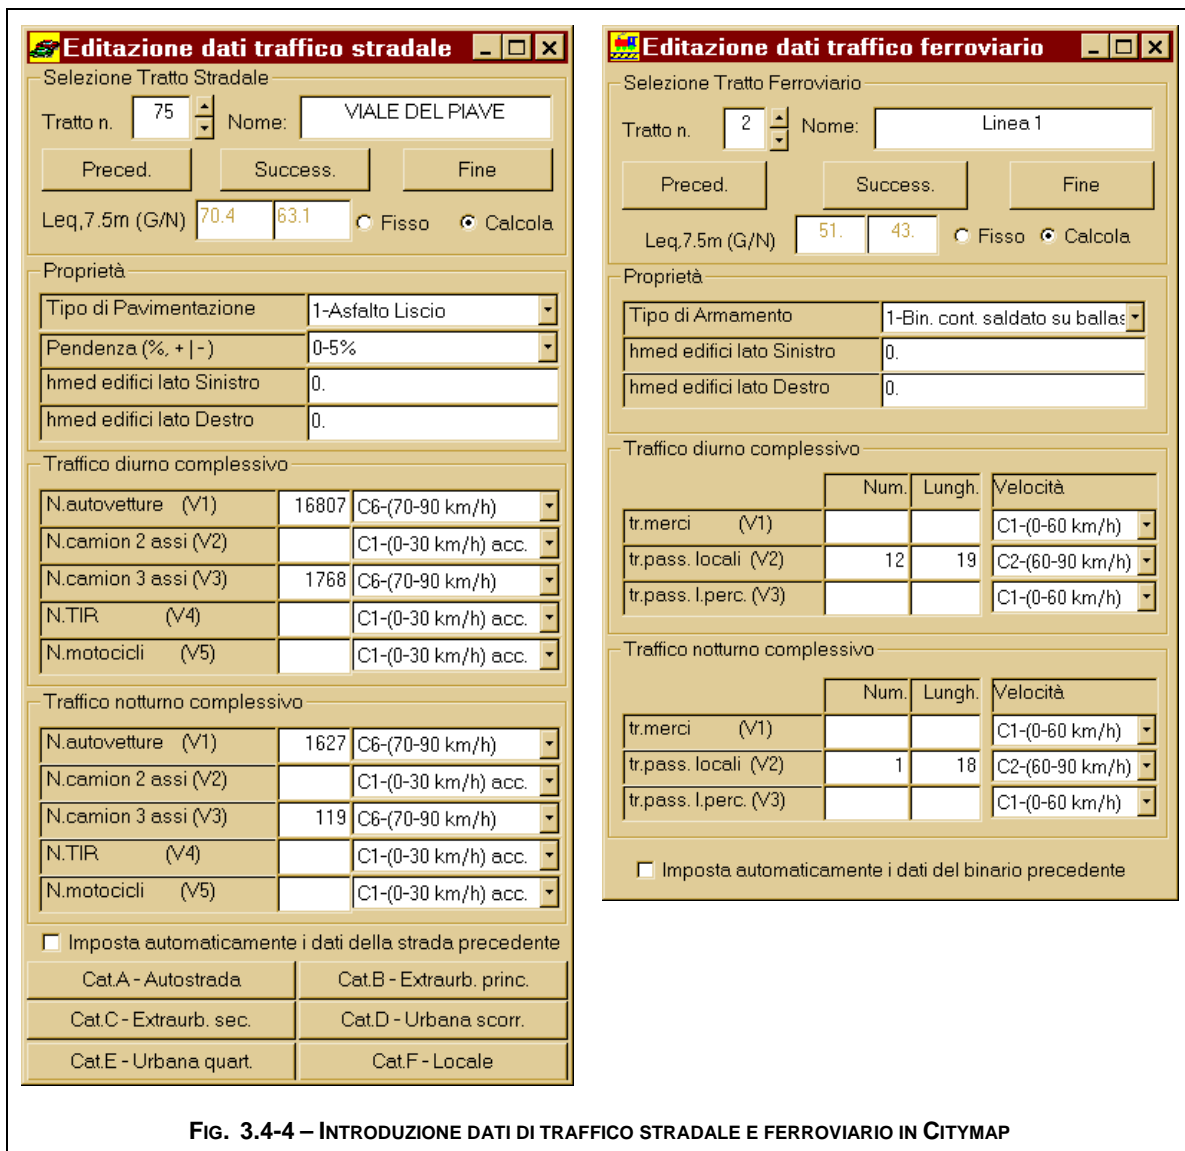 Editazione dati traffico stradale
Selezione Tratto Stradale
Tratto n. 75 Nome: VIALE DEL PIAVE
Preced. Success. Fine
Leq,7.5m (G/N) 70.4 63.1 Fisso Calcola
Proprietà
Tipo di Pavimentazione 1-Asfalto Liscio
Pendenza (%, + | -) 0-5%
hmed edifici lato Sinistro 0.
hmed edifici lato Destro 0.
Traffico diurno complessivo
N.autovetture (V1) 16807 C6-(70-90 km/h)
N.camion 2 assi (V2) C1-(0-30 km/h) acc.
N.camion 3 assi (V3) 1768 C6-(70-90 km/h)
N.TIR (V4) C1-(0-30 km/h) acc.
N.motocicli (V5) C1-(0-30 km/h) acc.
Traffico notturno complessivo
N.autovetture (V1) 1627 C6-(70-90 km/h)
N.camion 2 assi (V2) C1-(0-30 km/h) acc.
N.camion 3 assi (V3) 119 C6-(70-90 km/h)
N.TIR (V4) C1-(0-30 km/h) acc.
N.motocicli (V5) C1-(0-30 km/h) acc.
Imposta automaticamente i dati della strada precedente
Cat.A - Autostrada Cat.B - Extraurb. princ.
Cat.C - Extraurb. sec. Cat.D - Urbana scorr.
Cat.E - Urbana quart. Cat.F - Locale
Editazione dati traffico ferroviario
Selezione Tratto Ferroviario
Tratto n. 2 Nome: Linea 1
Preced. Success. Fine
Leq,7.5m (G/N) 51. 43. Fisso Calcola
Proprietà
Tipo di Armamento 1-Bin. cont. saldato su ballas
hmed edifici lato Sinistro 0.
hmed edifici lato Destro 0.
Traffico diurno complessivo
Num. Lungh. Velocità
tr.merci (V1) C1-(0-60 km/h)
tr.pass. locali (V2) 12 19 C2-(60-90 km/h)
tr.pass. l.perc. (V3) C1-(0-60 km/h)
Traffico notturno complessivo
Num. Lungh. Velocità
tr.merci (V1) C1-(0-60 km/h)
tr.pass. locali (V2) 1 18 C2-(60-90 km/h)
tr.pass. l.perc. (V3) C1-(0-60 km/h)
Imposta automaticamente i dati del binario precedente
FIG. 3.4-4 – INTRODUZIONE DATI DI TRAFFICO STRADALE E FERROVIARIO IN CITYMAP